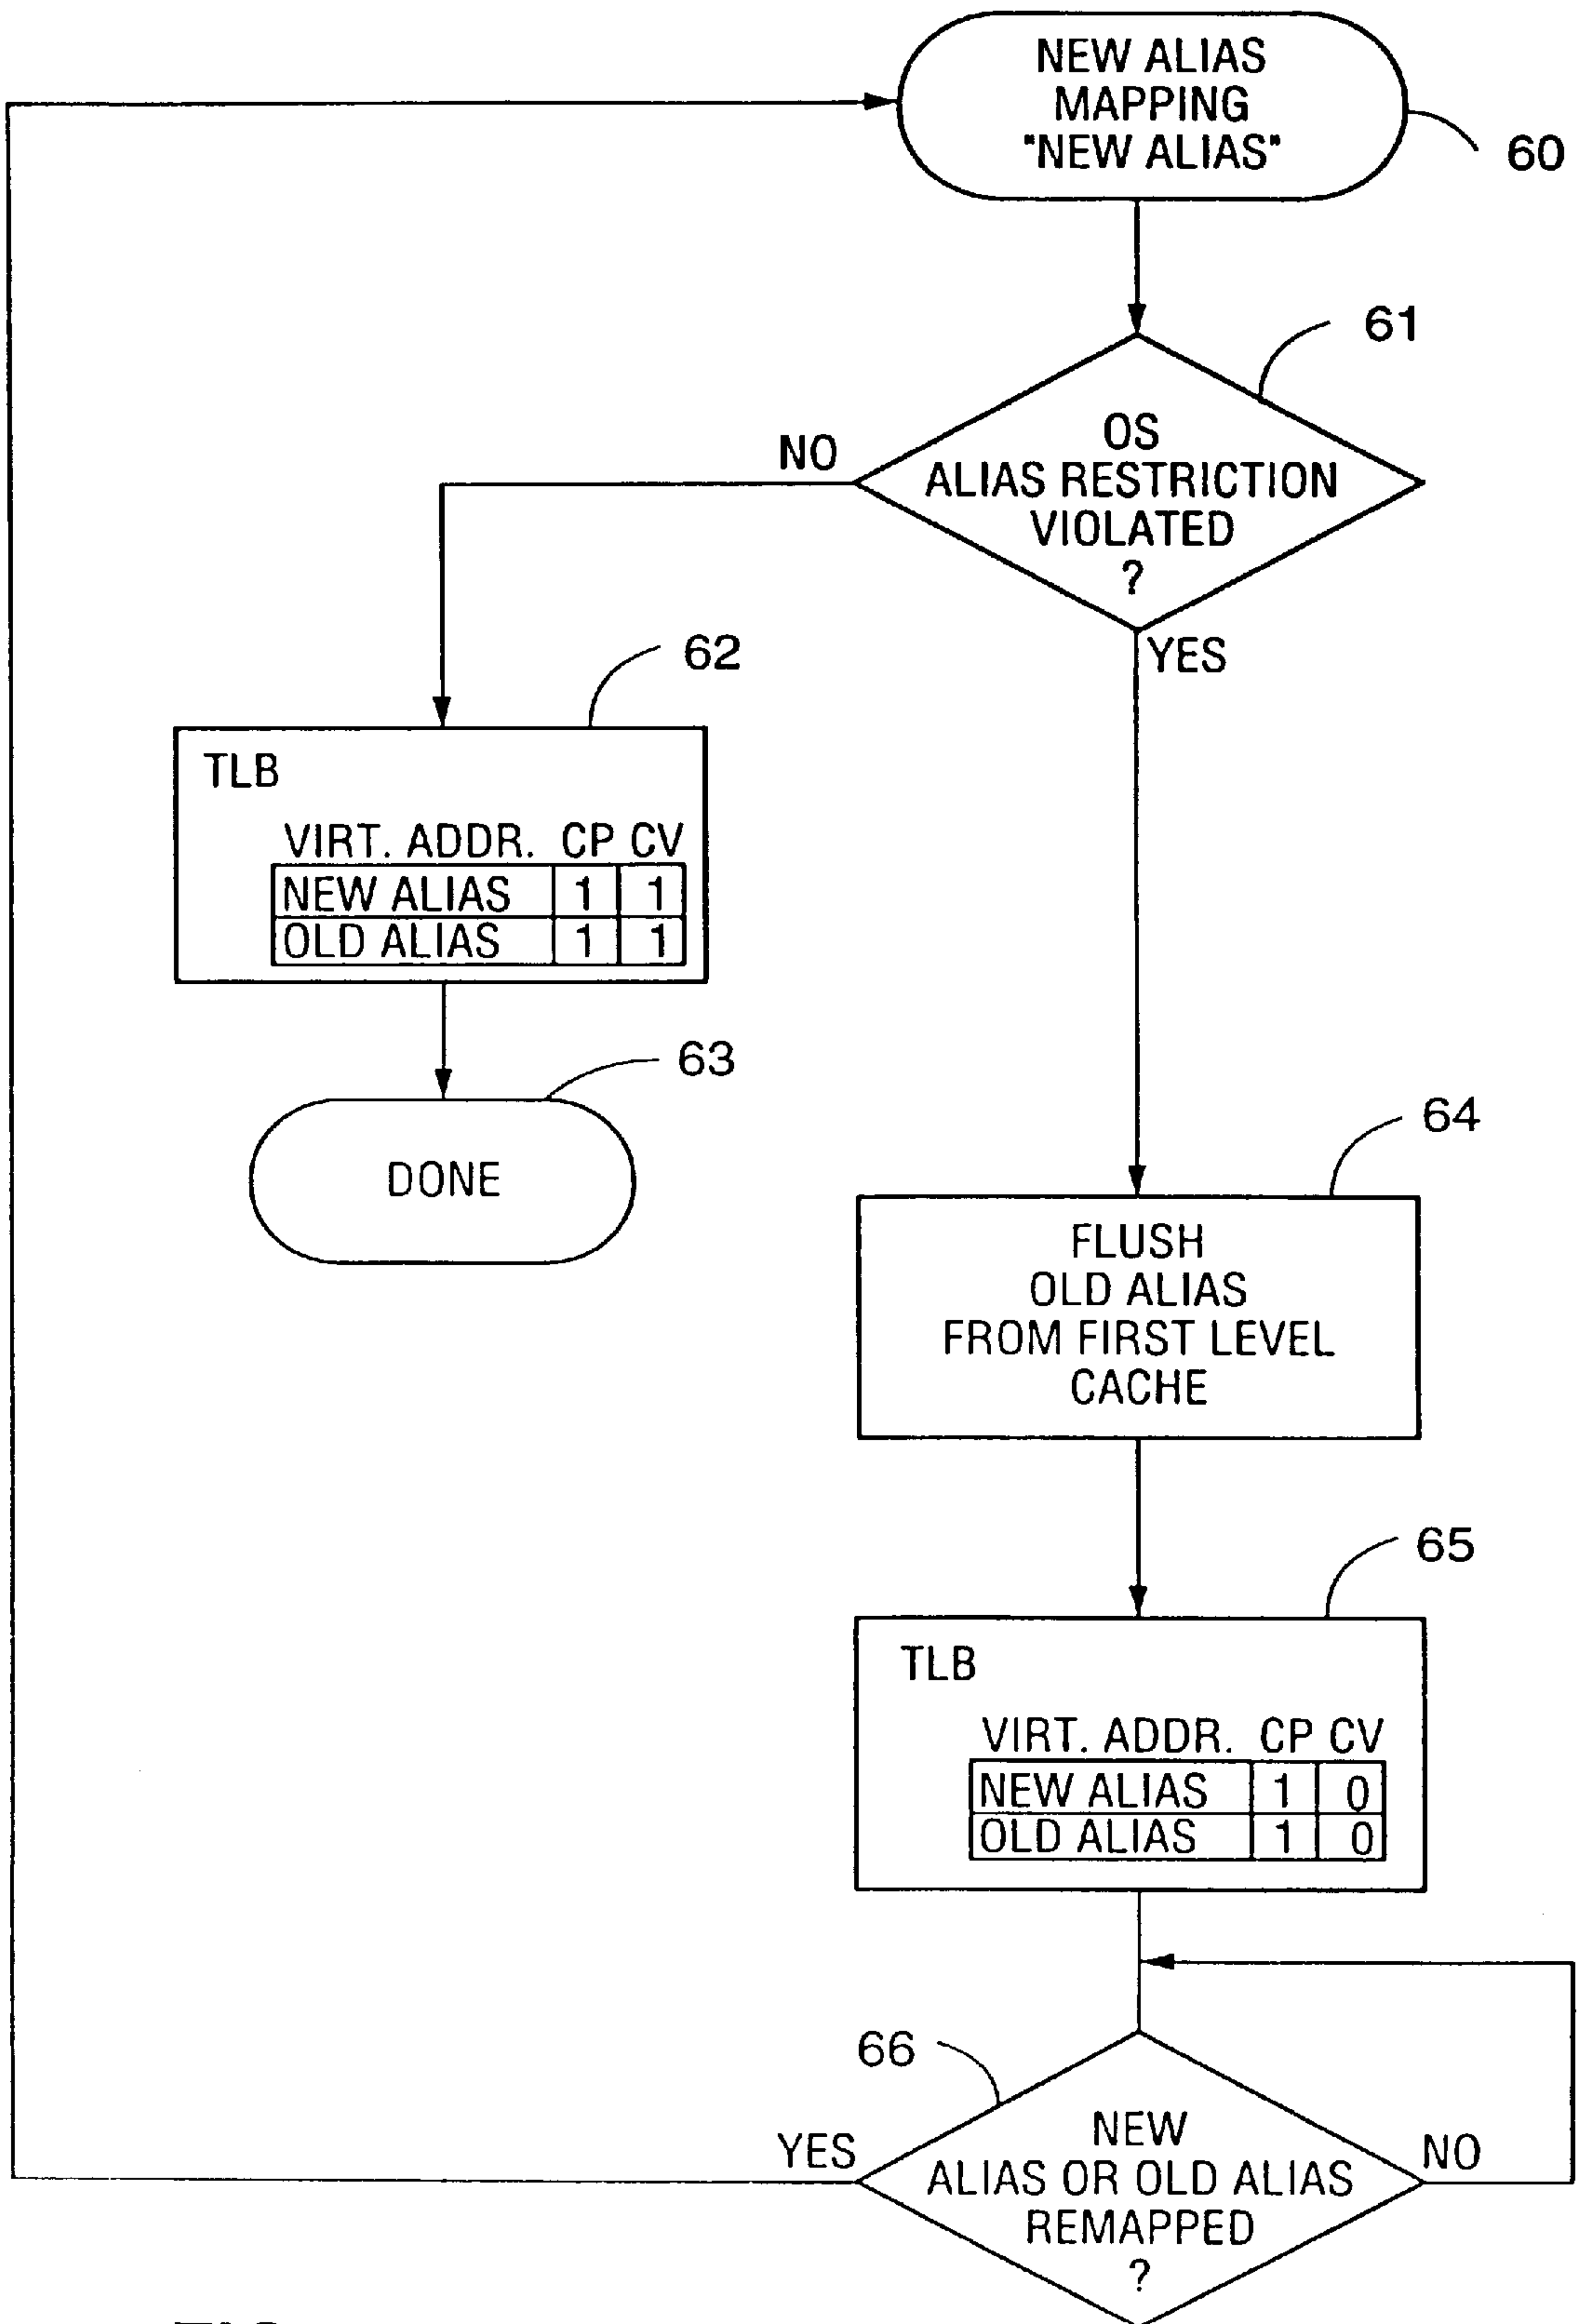 NEW ALIAS
MAPPING
"NEW ALIAS"
60
61
OS
ALIAS RESTRICTION
VIOLATED
?
NO
YES
62
TLB
VIRT. ADDR. CP CV
NEW ALIAS 1 1
OLD ALIAS 1 1
63
DONE
64
FLUSH
OLD ALIAS
FROM FIRST LEVEL
CACHE
65
TLB
VIRT. ADDR. CP CV
NEW ALIAS 1 0
OLD ALIAS 1 0
66
YES
NEW
ALIAS OR OLD ALIAS
REMAPPED
?
NO